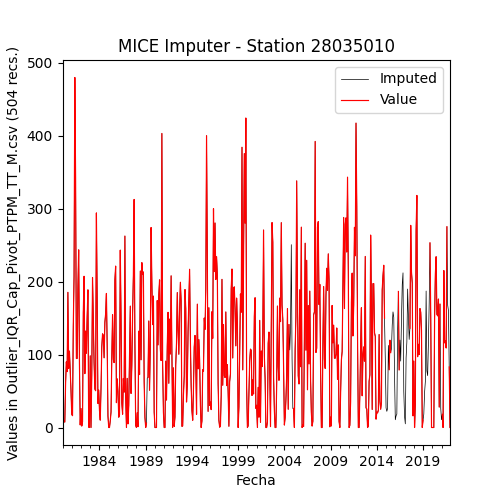 MICE Imputer - Station 28035010
Imputed
Value
Values in Outlier_IQR_Cap_Pivot_PTPM_TT_M.csv (504 recs.)
500
400
300
200
100
0
1984 1989 1994 1999 2004 2009 2014 2019
Fecha